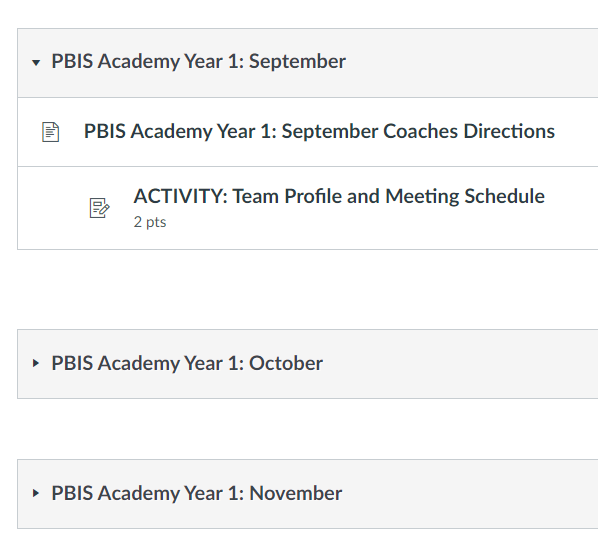 PBIS Academy Year 1: September
PBIS Academy Year 1: September Coaches Directions
ACTIVITY: Team Profile and Meeting Schedule
2 pts
PBIS Academy Year 1: October
PBIS Academy Year 1: November